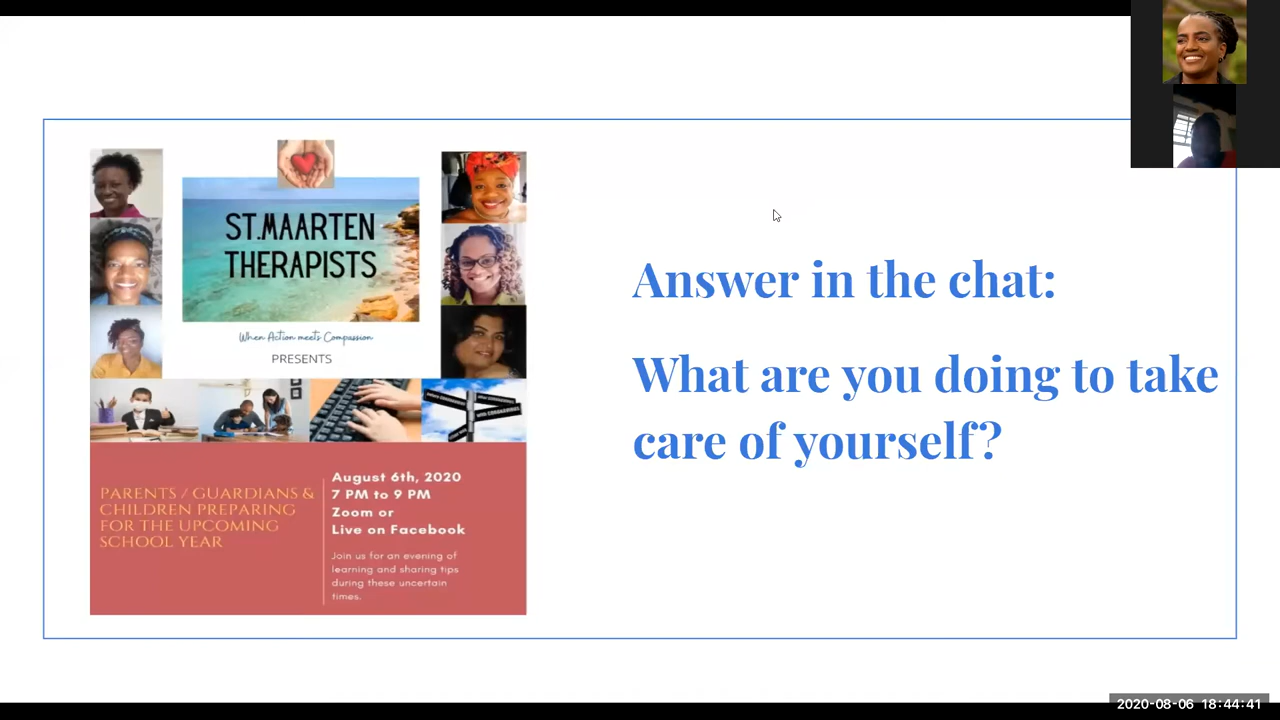 ST.MAARTEN
THERAPISTS
When Action meets Compassion
PRESENTS
PARENTS / GUARDIANS &
CHILDREN PREPARING
FOR THE UPCOMING
SCHOOL YEAR
August 6th, 2020
7 PM to 9 PM
Zoom or
Live on Facebook
Join us for an evening of
learning and sharing tips
during these uncertain
times.
Answer in the chat:
What are you doing to take
care of yourself?
2020-08-06 18:44:41